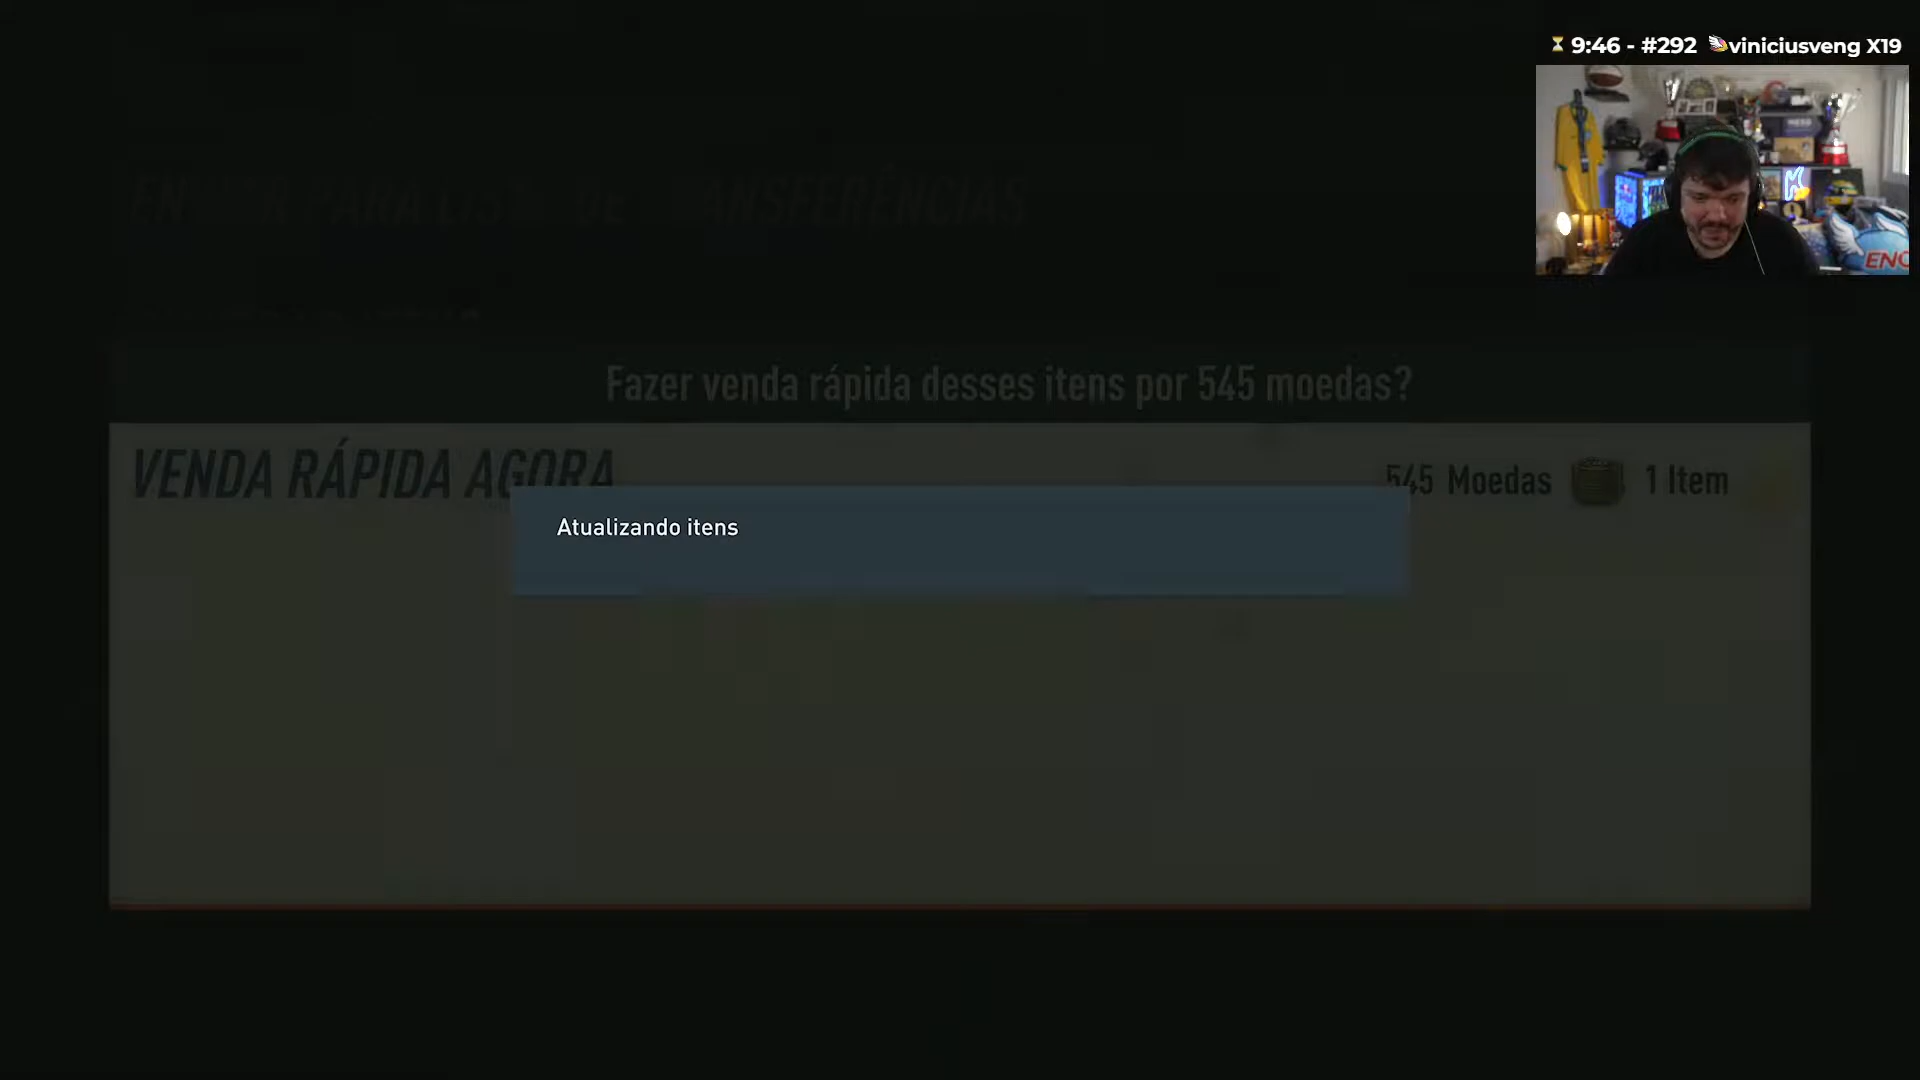 9:46 - #292 viniciusveng X19
ENC
Fazer venda rápida desses itens por 545 moedas?
VENDA RÁPIDA AGORA
545 Moedas 1 Item
Atualizando itens